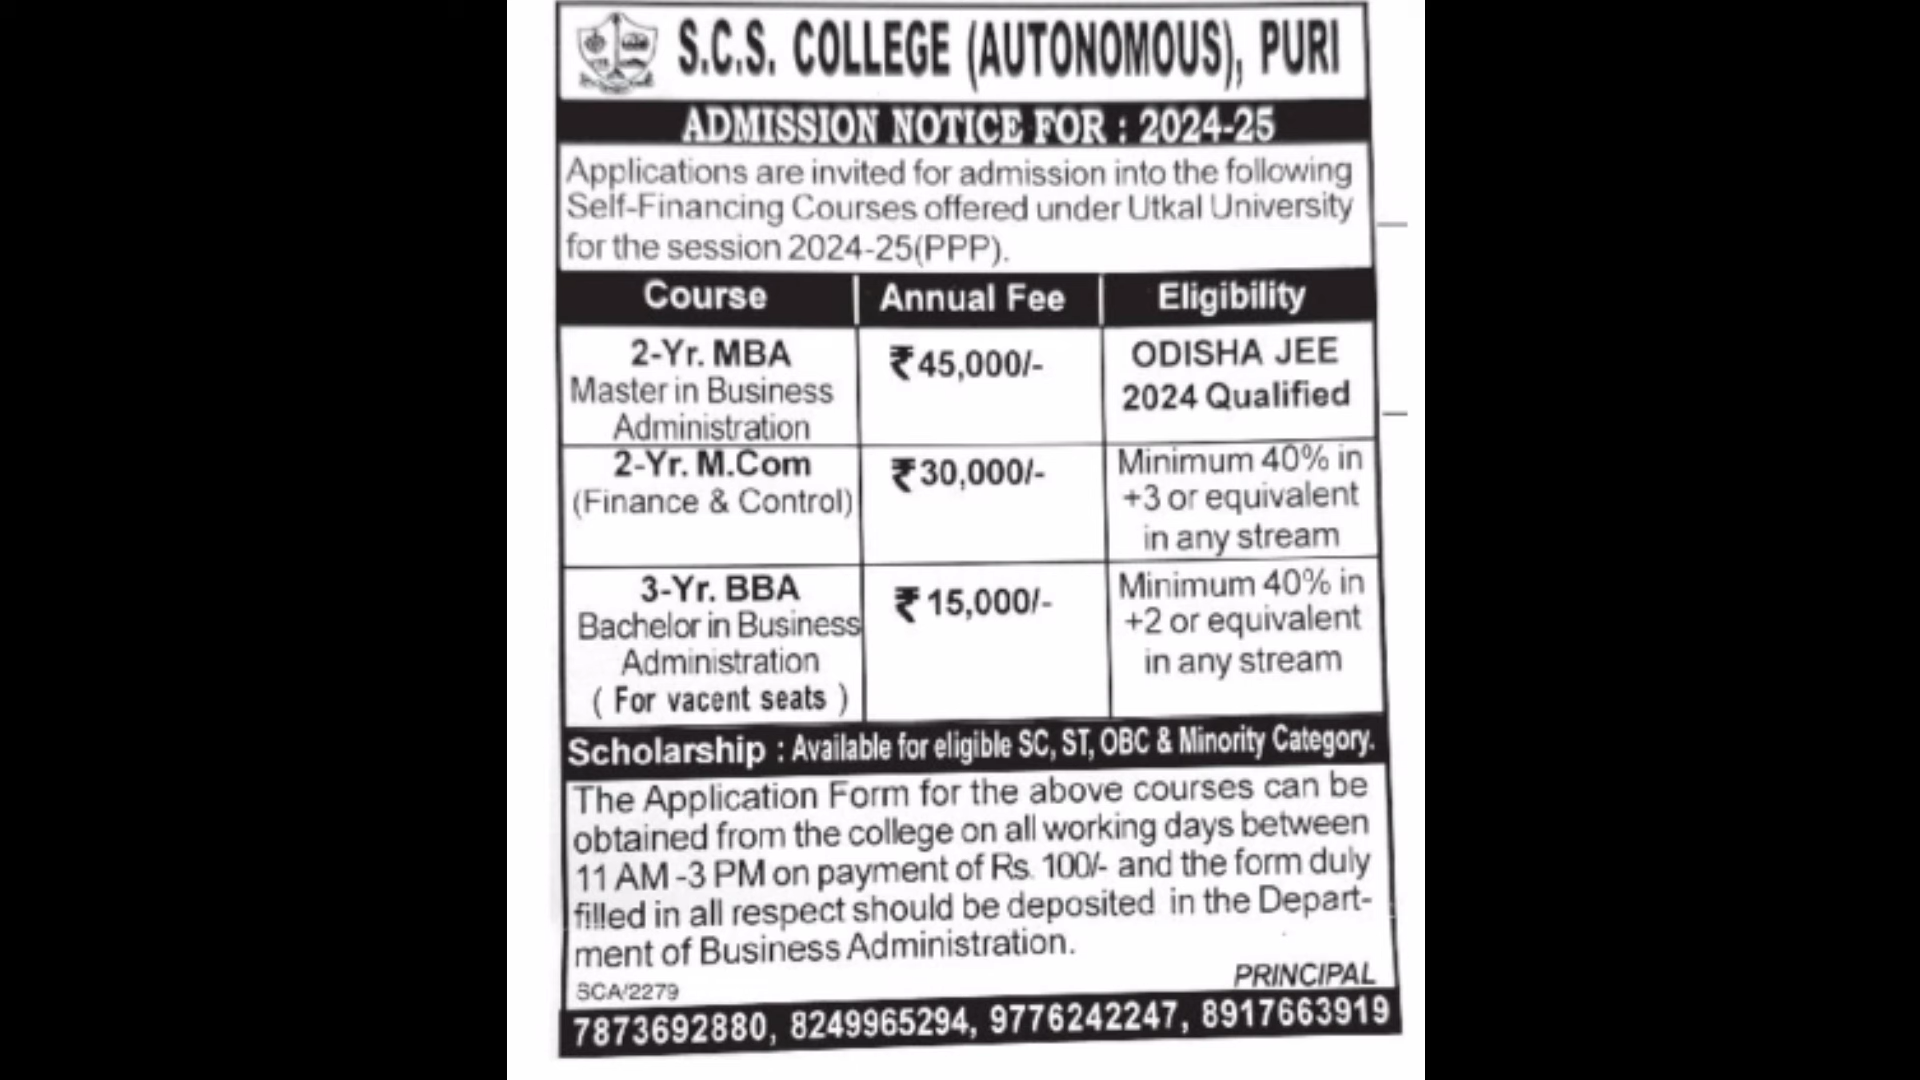 S.C.S. COLLEGE (AUTONOMOUS), PURI
ADMISSION NOTICE FOR : 2024-25
Applications are invited for admission into the following
Self-Financing Courses offered under Utkal University
for the session 2024-25(PPP).
Course | Annual Fee | Eligibility
2-Yr. MBA
Master in Business
Administration
₹45,000/-
ODISHA JEE
2024 Qualified
2-Yr. M.Com
(Finance & Control)
₹30,000/-
Minimum 40% in
+3 or equivalent
in any stream
3-Yr. BBA
Bachelor in Business
Administration
( For vacent seats )
₹15,000/-
Minimum 40% in
+2 or equivalent
in any stream
Scholarship : Available for eligible SC, ST, OBC & Minority Category.
The Application Form for the above courses can be
obtained from the college on all working days between
11 AM -3 PM on payment of Rs. 100/- and the form duly
filled in all respect should be deposited in the Depart-
ment of Business Administration.
PRINCIPAL
SCA/2279
7873692880, 8249965294, 9776242247, 8917663919